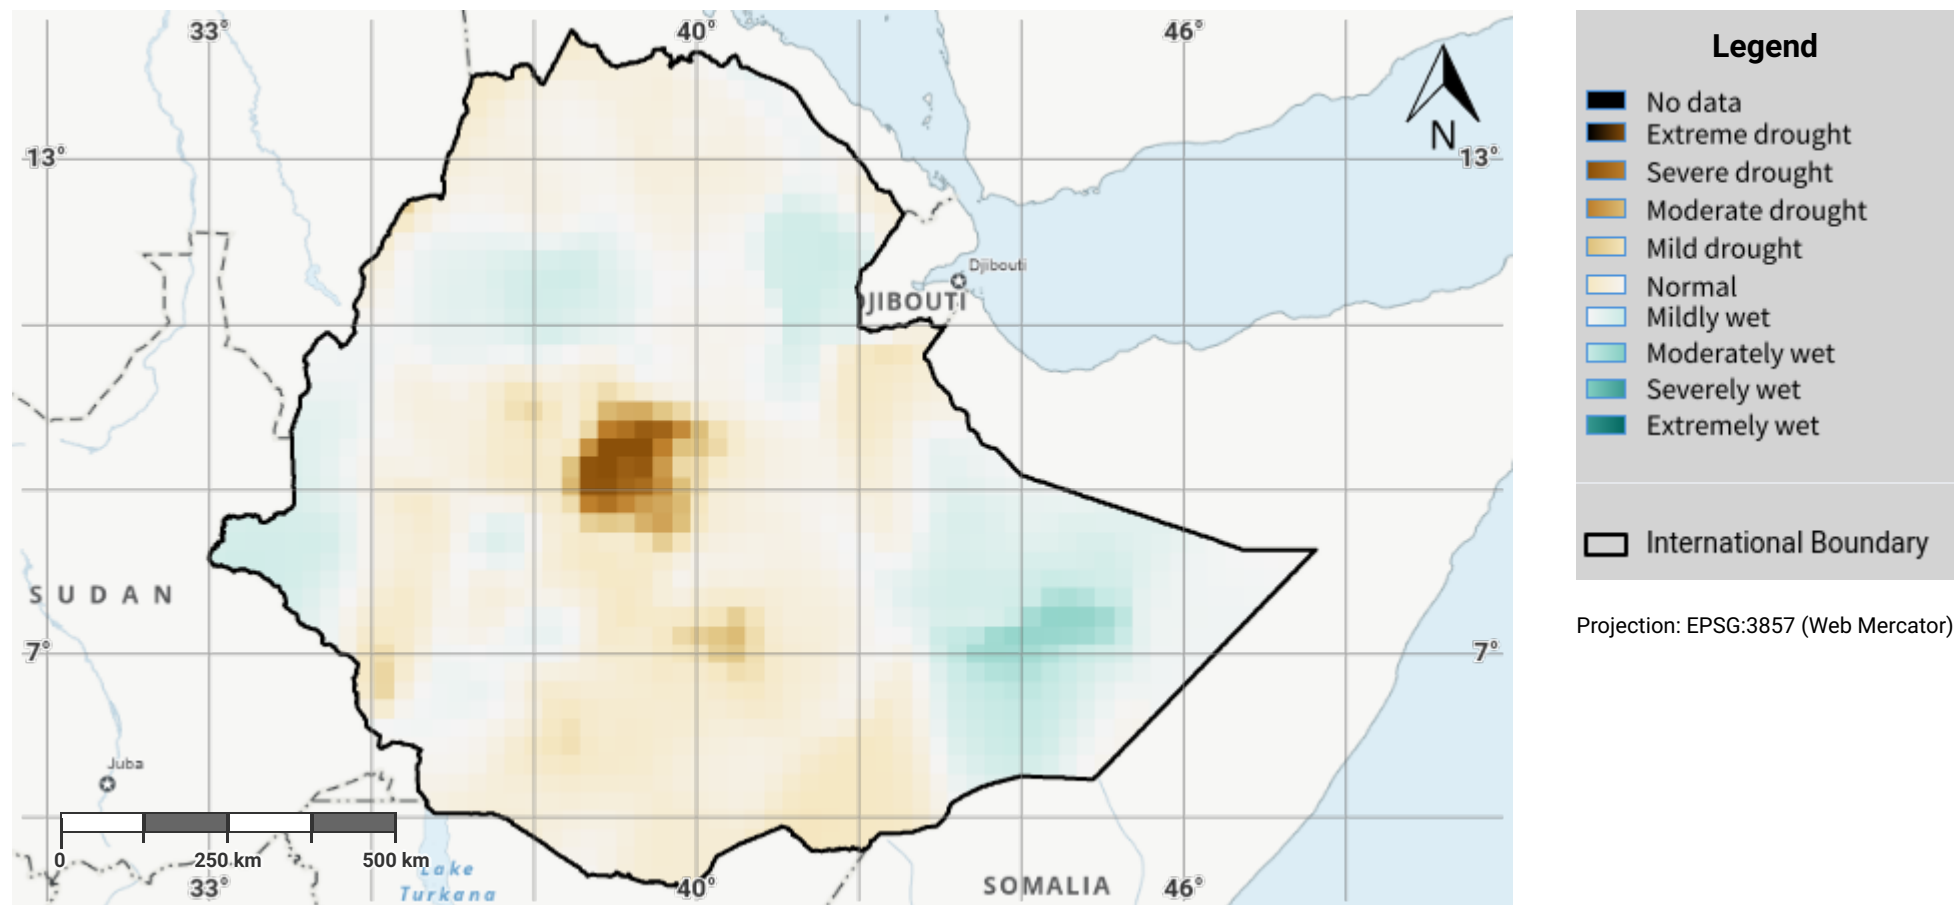 33°
40°
46°
13°
13°
Djibouti
DJIBOUTI
N
SUDAN
7°
7°
Juba
0
250 km
500 km
Lake
Turkana
33°
40°
SOMALIA
46°
Legend
No data
Extreme drought
Severe drought
Moderate drought
Mild drought
Normal
Mildly wet
Moderately wet
Severely wet
Extremely wet
International Boundary
Projection: EPSG:3857 (Web Mercator)